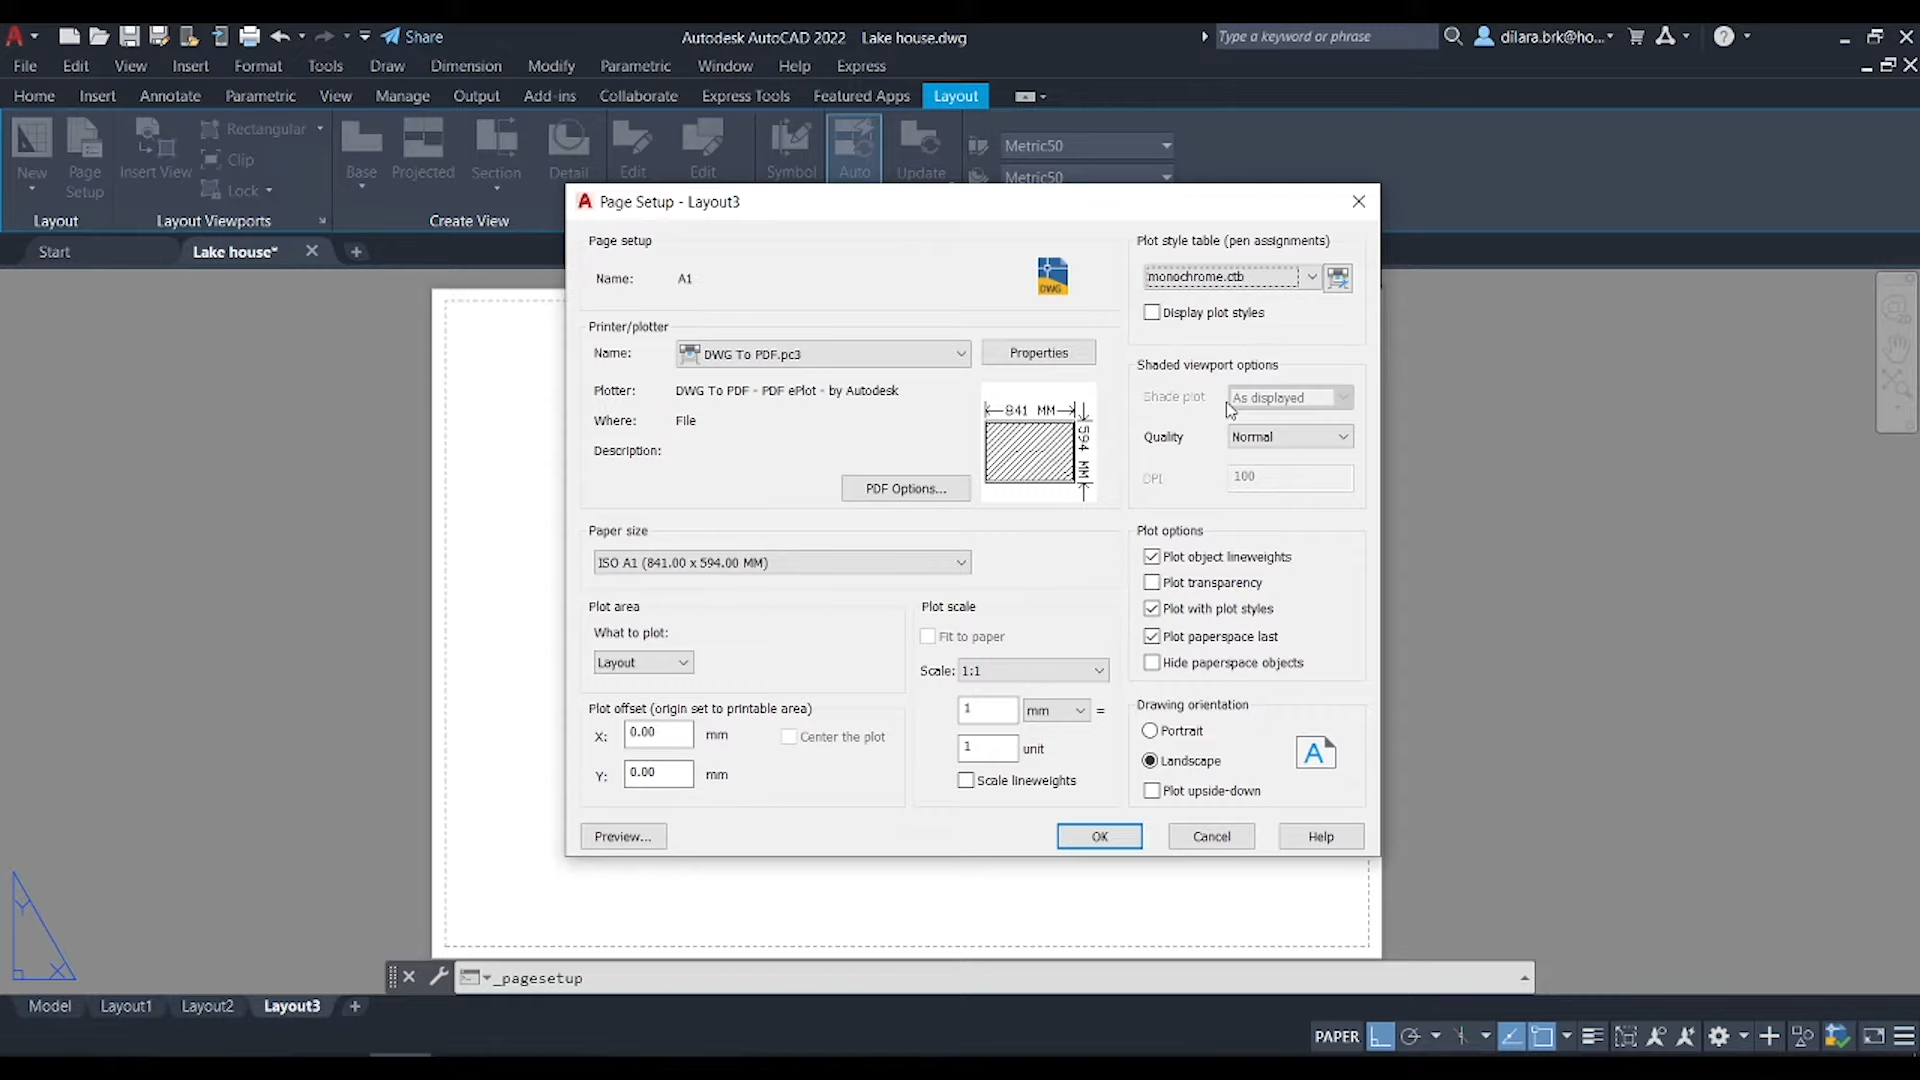 Share
Autodesk AutoCAD 2022 Lake house.dwg
Type a keyword or phrase
dilara.brk@ho...
File Edit View Insert Format Tools Draw Dimension Modify Parametric Window Help Express
Home Insert Annotate Parametric View Manage Output Add-ins Collaborate Express Tools Featured Apps Layout
New
Page Setup
Insert View
Rectangular
Clip
Lock
Base
Projected
Section
Detail
Edit
Edit
Symbol
Auto
Update
Metric50
Metric50
Layout
Layout Viewports
Create View
Start
Lake house*
Page Setup - Layout3
Page setup
Name: A1
DWG
Printer/plotter
Name: DWG To PDF.pc3
Properties
Plotter: DWG To PDF - PDF ePlot - by Autodesk
Where: File
Description:
841 MM
594 MM
PDF Options...
Paper size
ISO A1 (841.00 x 594.00 MM)
Plot area
What to plot:
Layout
Plot offset (origin set to printable area)
X: 0.00 mm
Center the plot
Y: 0.00 mm
Plot scale
Fit to paper
Scale: 1:1
1 mm =
1 unit
Scale lineweights
Plot style table (pen assignments)
monochrome.ctb
Display plot styles
Shaded viewport options
Shade plot As displayed
Quality Normal
DPI 100
Plot options
Plot object lineweights
Plot transparency
Plot with plot styles
Plot paperspace last
Hide paperspace objects
Drawing orientation
Portrait
Landscape
A
Plot upside-down
Preview...
OK
Cancel
Help
_pagesetup
Y
X
Model Layout1 Layout2 Layout3
PAPER